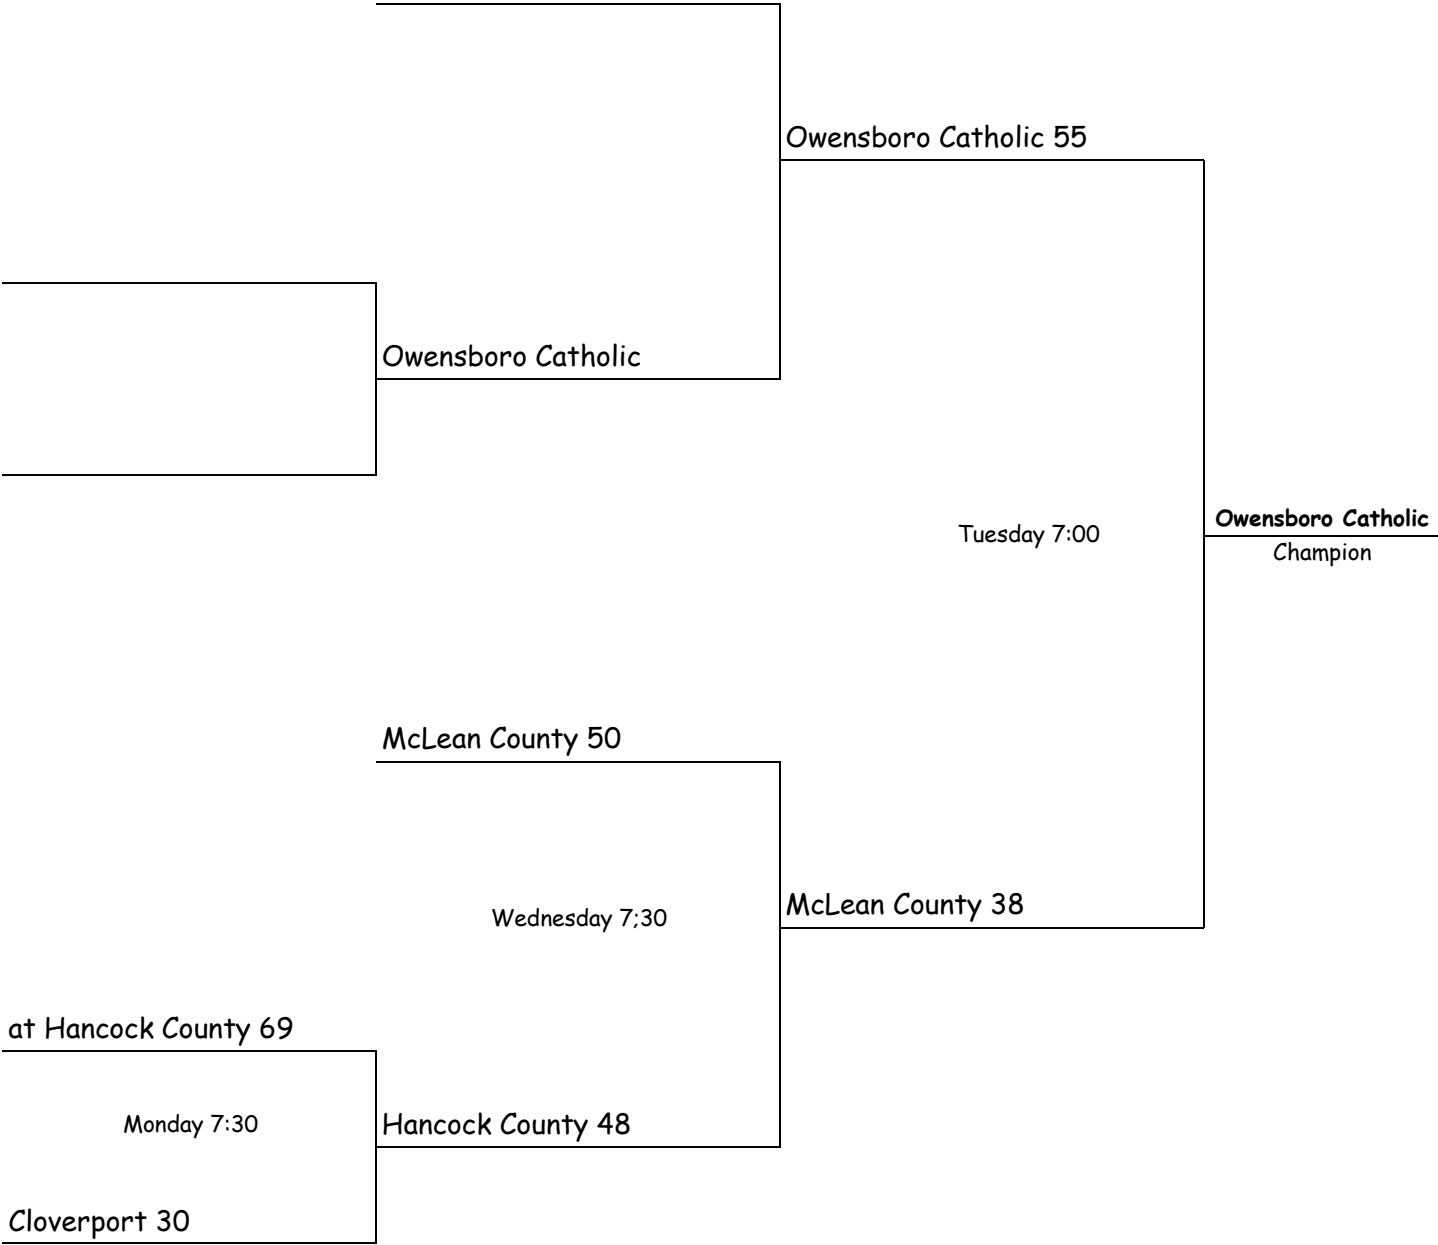 Owensboro Catholic 55
Owensboro Catholic
Owensboro Catholic
Tuesday 7:00
Champion
McLean County 50
McLean County 38
Wednesday 7;30
at Hancock County 69
Monday 7:30
Hancock County 48
Cloverport 30